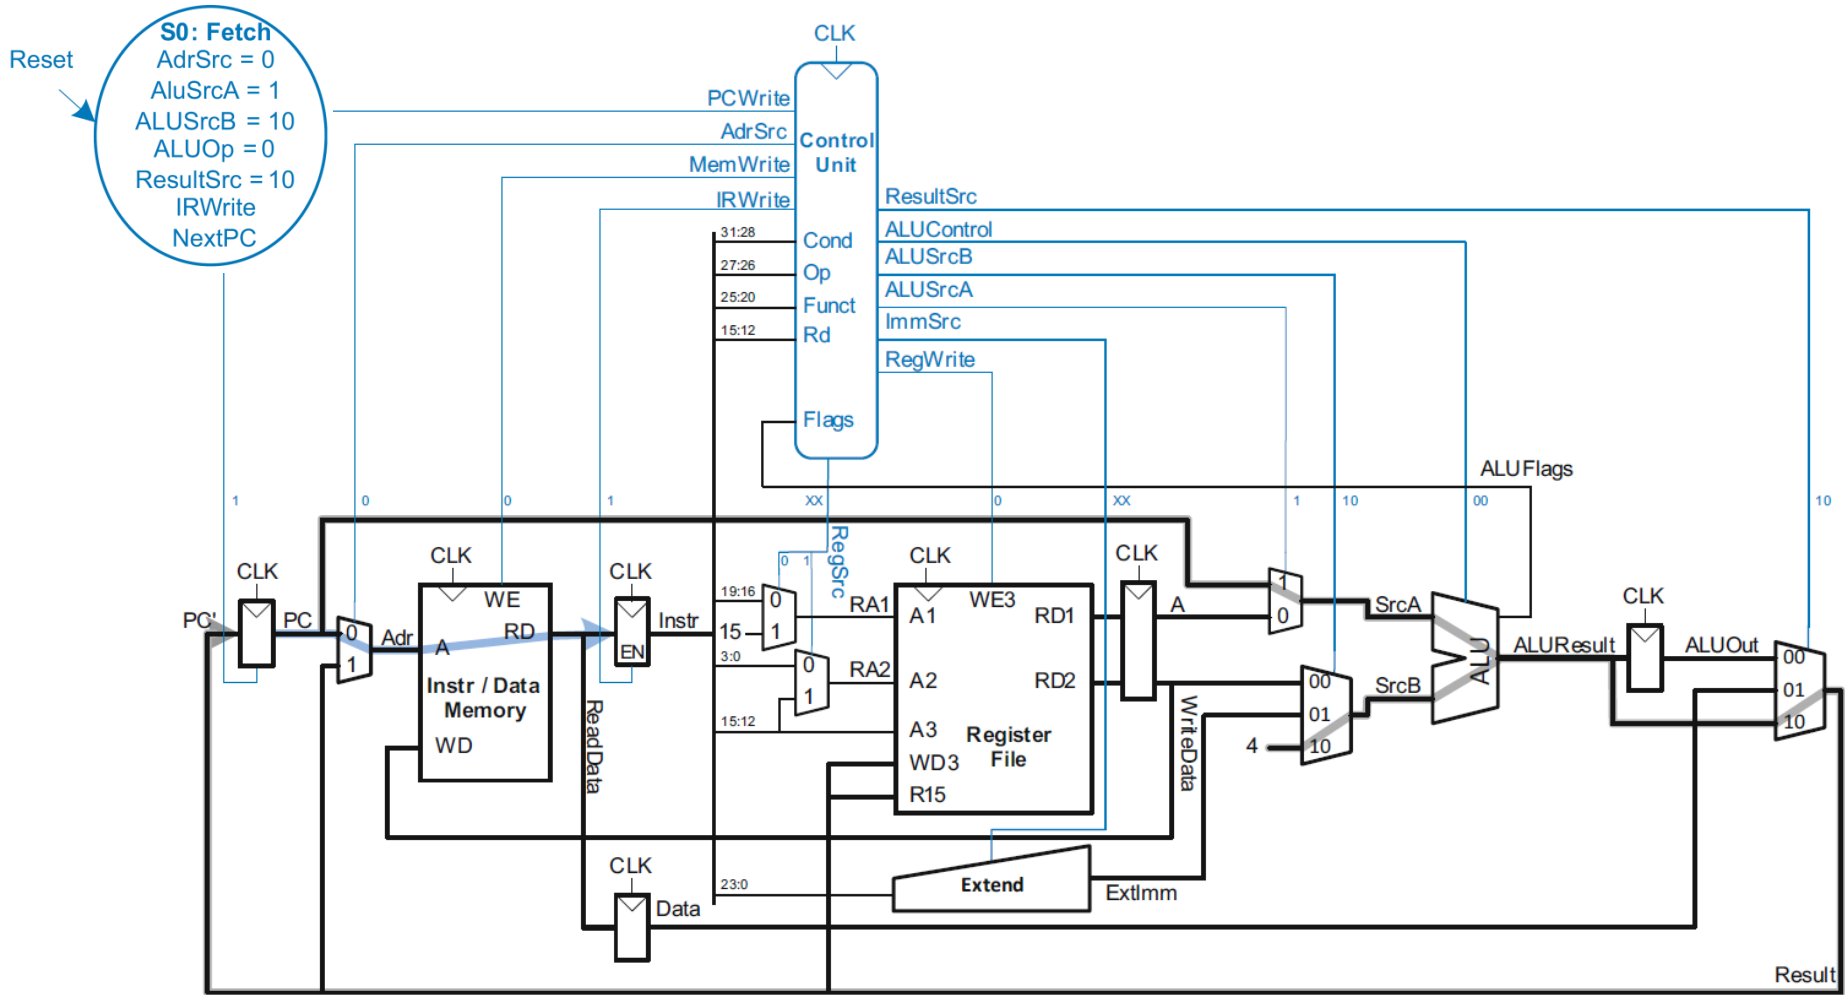 S0: Fetch
AdrSrc = 0
AluSrcA = 1
ALUSrcB = 10
ALUOp = 0
ResultSrc = 10
IRWrite
NextPC
Reset
CLK
PCWrite
AdrSrc
MemWrite
IRWrite
Control
Unit
31:28
Cond
27:26
Op
25:20
Funct
15:12
Rd
Flags
ResultSrc
ALUControl
ALUSrcB
ALUSrcA
ImmSrc
RegWrite
ALUFlags
1
0
0
1
XX
0
XX
1
10
00
10
RegSrc
0
1
PC'
CLK
PC
0
1
Adr
CLK
WE
A
RD
Instr / Data
Memory
WD
ReadData
CLK
EN
Instr
19:16
15
3:0
15:12
23:0
0
1
RA1
0
1
RA2
CLK
WE3
A1
RD1
A2
RD2
A3
Register
File
WD3
R15
CLK
A
WriteData
1
0
SrcA
00
01
10
4
SrcB
ALU
ALUResult
CLK
ALUOut
00
01
10
Extend
ExtImm
CLK
Data
Result